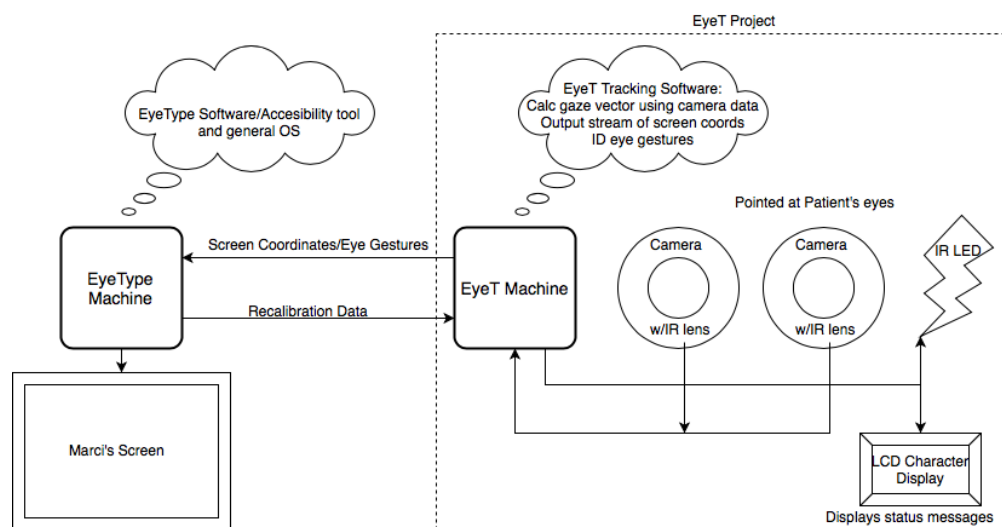 EyeT Project
EyeType Software/Accesibility tool
and general OS
EyeT Tracking Software:
Calc gaze vector using camera data
Output stream of screen coords
ID eye gestures
Pointed at Patient's eyes
EyeType
Machine
Screen Coordinates/Eye Gestures
Recalibration Data
EyeT Machine
Camera
w/IR lens
Camera
w/IR lens
IR LED
Marci's Screen
LCD Character
Display
Displays status messages